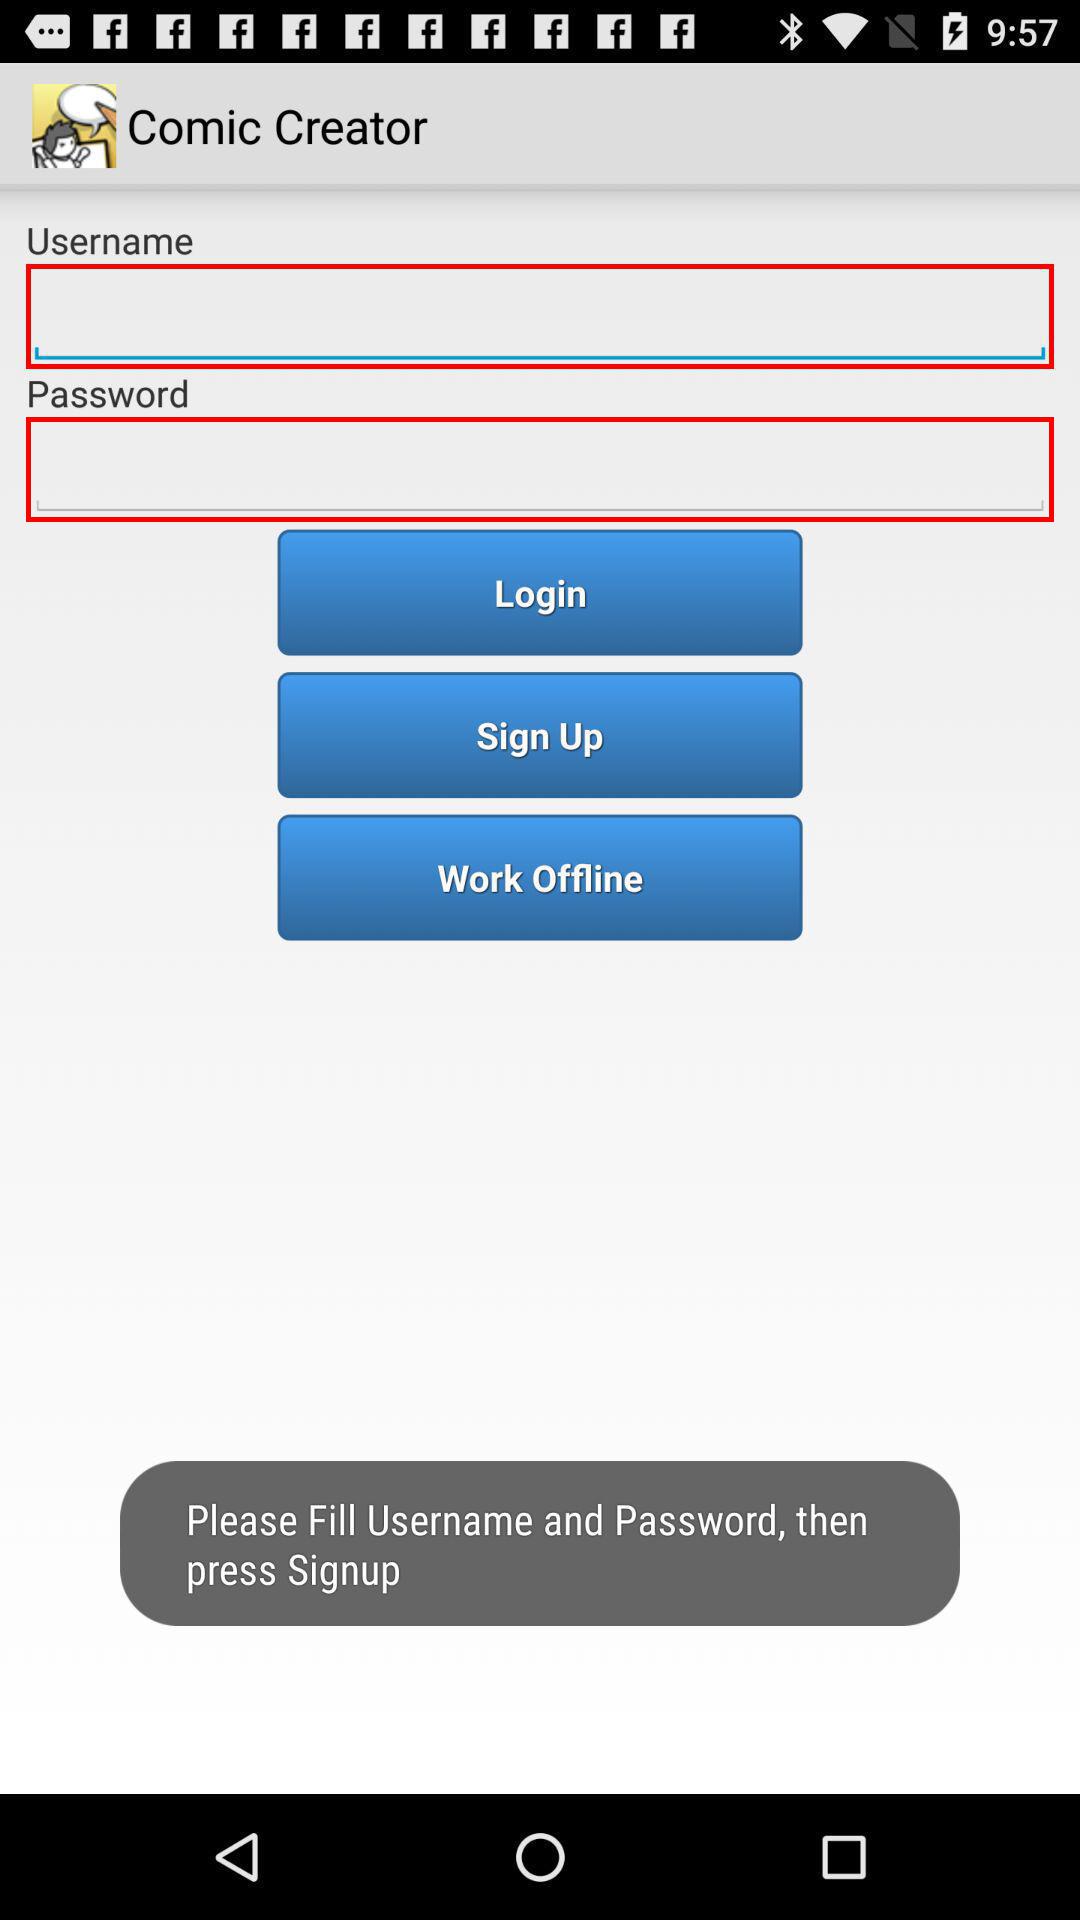 9:57
Comic Creator
Username
Password
Login
Sign Up
Work Offline
Please Fill Username and Password, then
press Signup